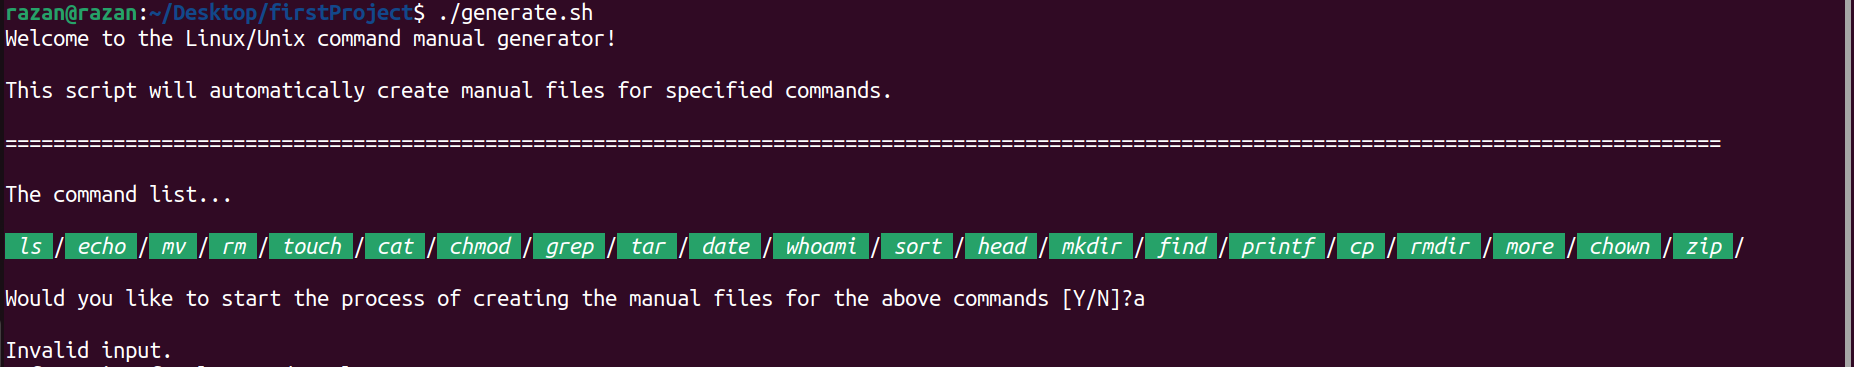 razan@razan:~/Desktop/firstProject$ ./generate.sh
Welcome to the Linux/Unix command manual generator!
This script will automatically create manual files for specified commands.
===============================================================================================================================================
The command list...
ls / echo / mv / rm / touch / cat / chmod / grep / tar / date / whoami / sort / head / mkdir / find / printf / cp / rmdir / more / chown / zip /
Would you like to start the process of creating the manual files for the above commands [Y/N]?a
Invalid input.